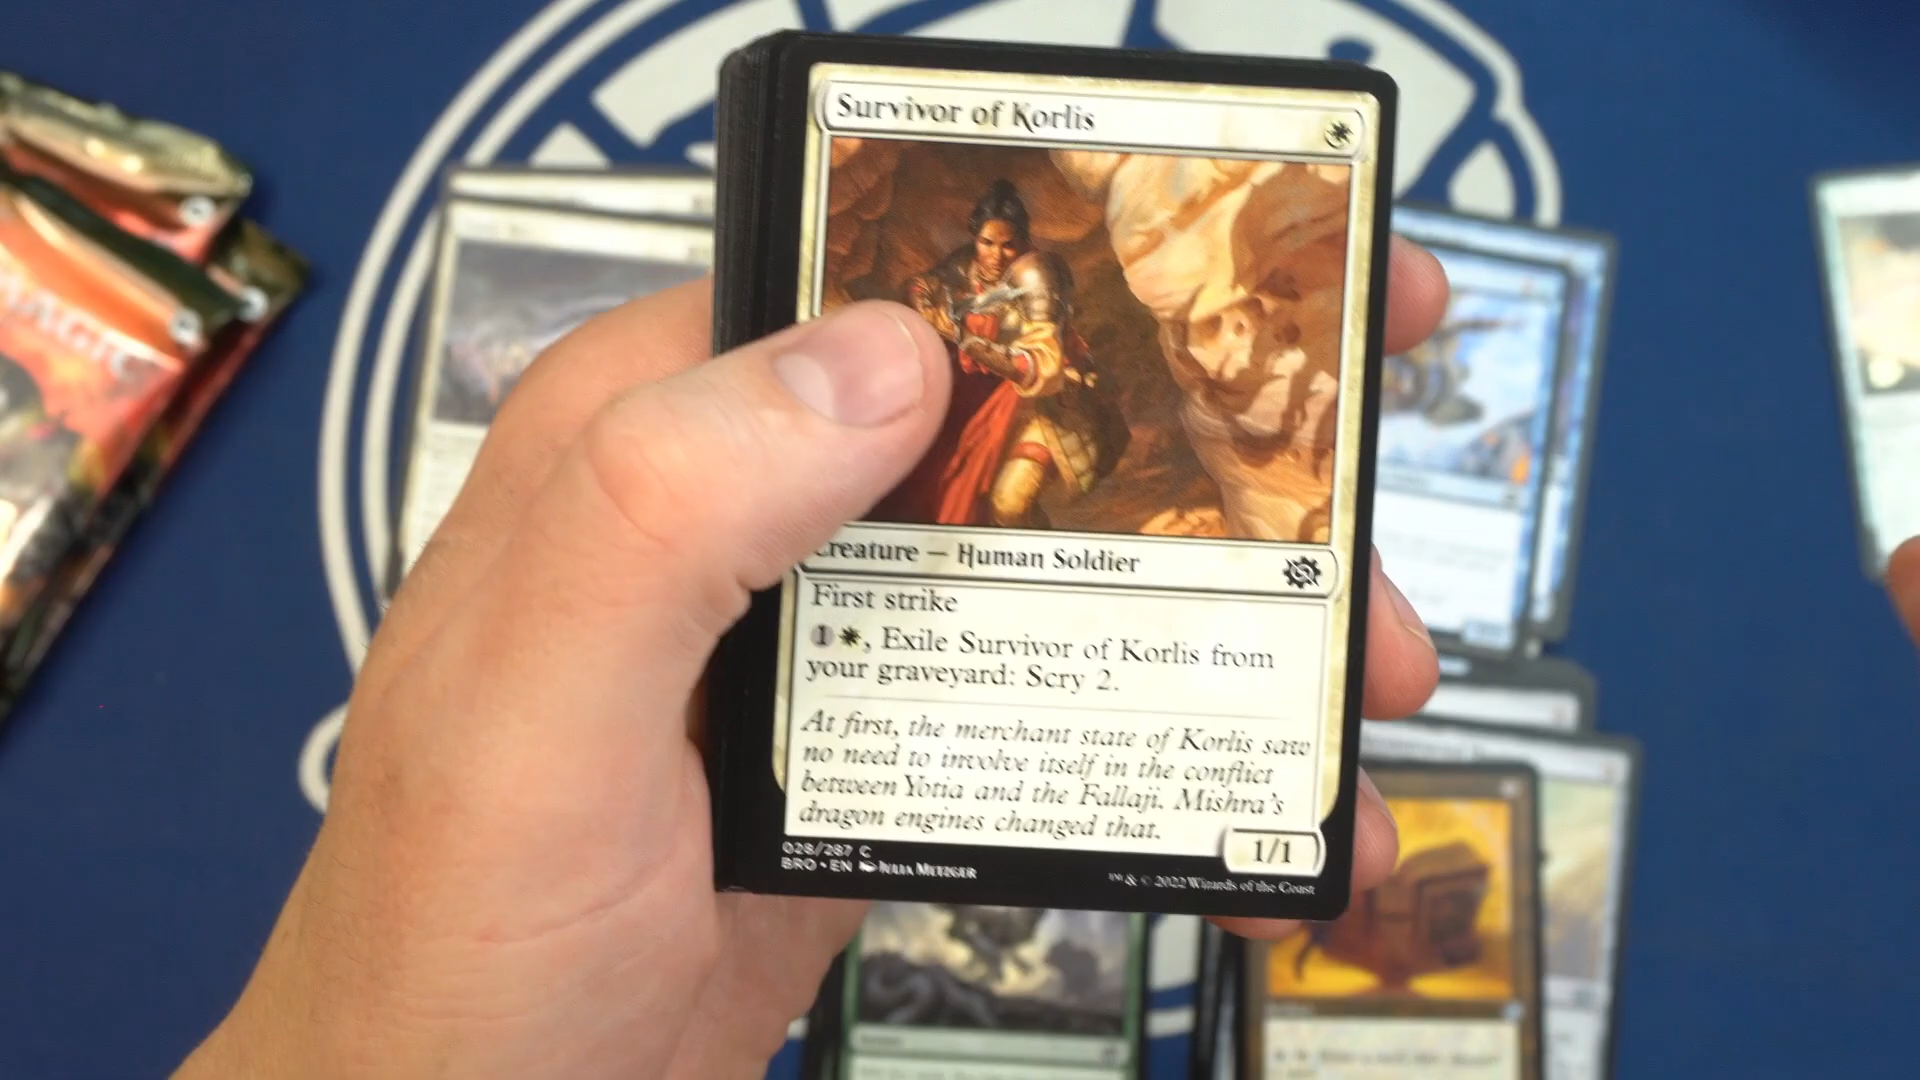 Survivor of Korlis
Creature — Human Soldier
First strike
1, Exile Survivor of Korlis from
your graveyard: Scry 2.
At first, the merchant state of Korlis saw
no need to involve itself in the conflict
between Yotia and the Fallaji. Mishra's
dragon engines changed that.
1/1
028/287 C
BRO • EN Julia Metzger
™ & © 2022 Wizards of the Coast
MAGIC